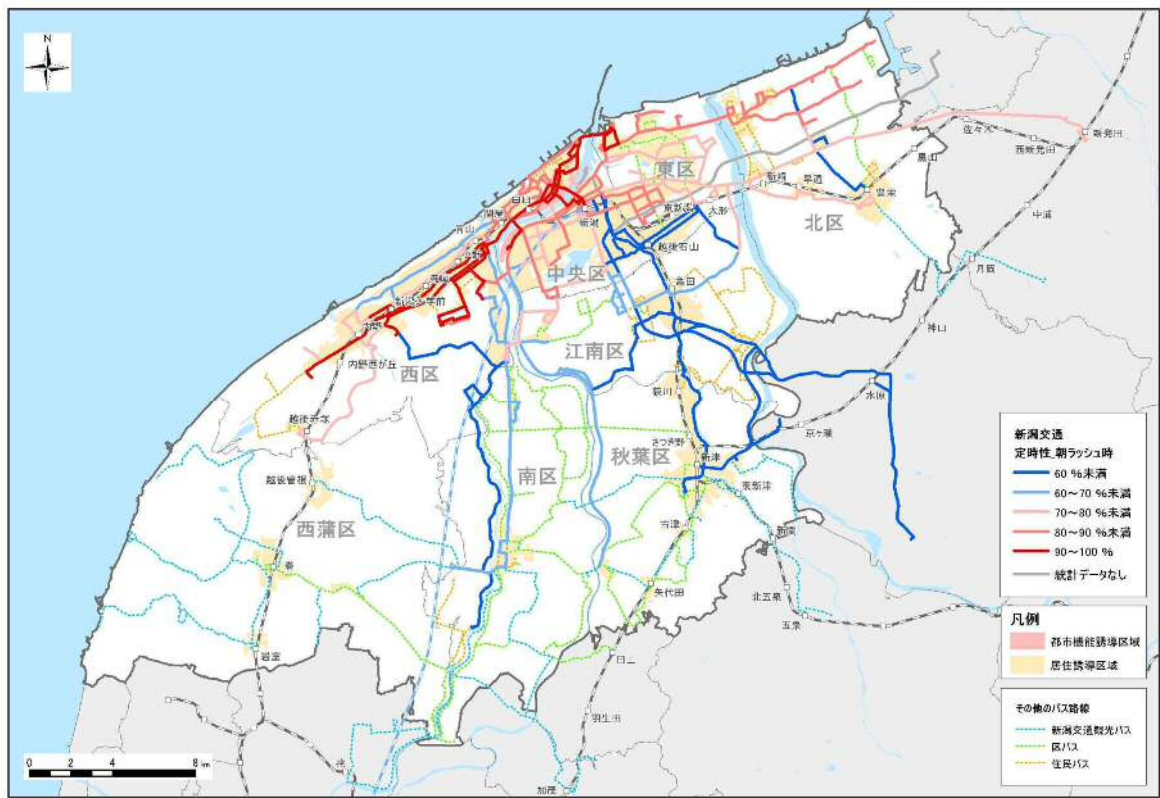 N
佐々木
新発田
西新発田
黒山
東区
新崎
早通
豊栄
中浦
白山
関屋
新潟
東新潟
大形
北区
青山
越後石山
月岡
中央区
亀田
新潟大学前
神口
内野
江南区
内野西が丘
西区
水原
荻川
越後赤塚
京ヶ瀬
さつき野
秋葉区
新津
南区
越後曽根
東新津
西蒲区
古津
新関
巻
矢代田
北五泉
五泉
岩室
田上
羽生田
加茂
0 2 4 8 km
新潟交通
定時性_朝ラッシュ時
60 %未満
60~70 %未満
70~80 %未満
80~90 %未満
90~100 %
統計データなし
凡例
都市機能誘導区域
居住誘導区域
その他のバス路線
新潟交通観光バス
区バス
住民バス